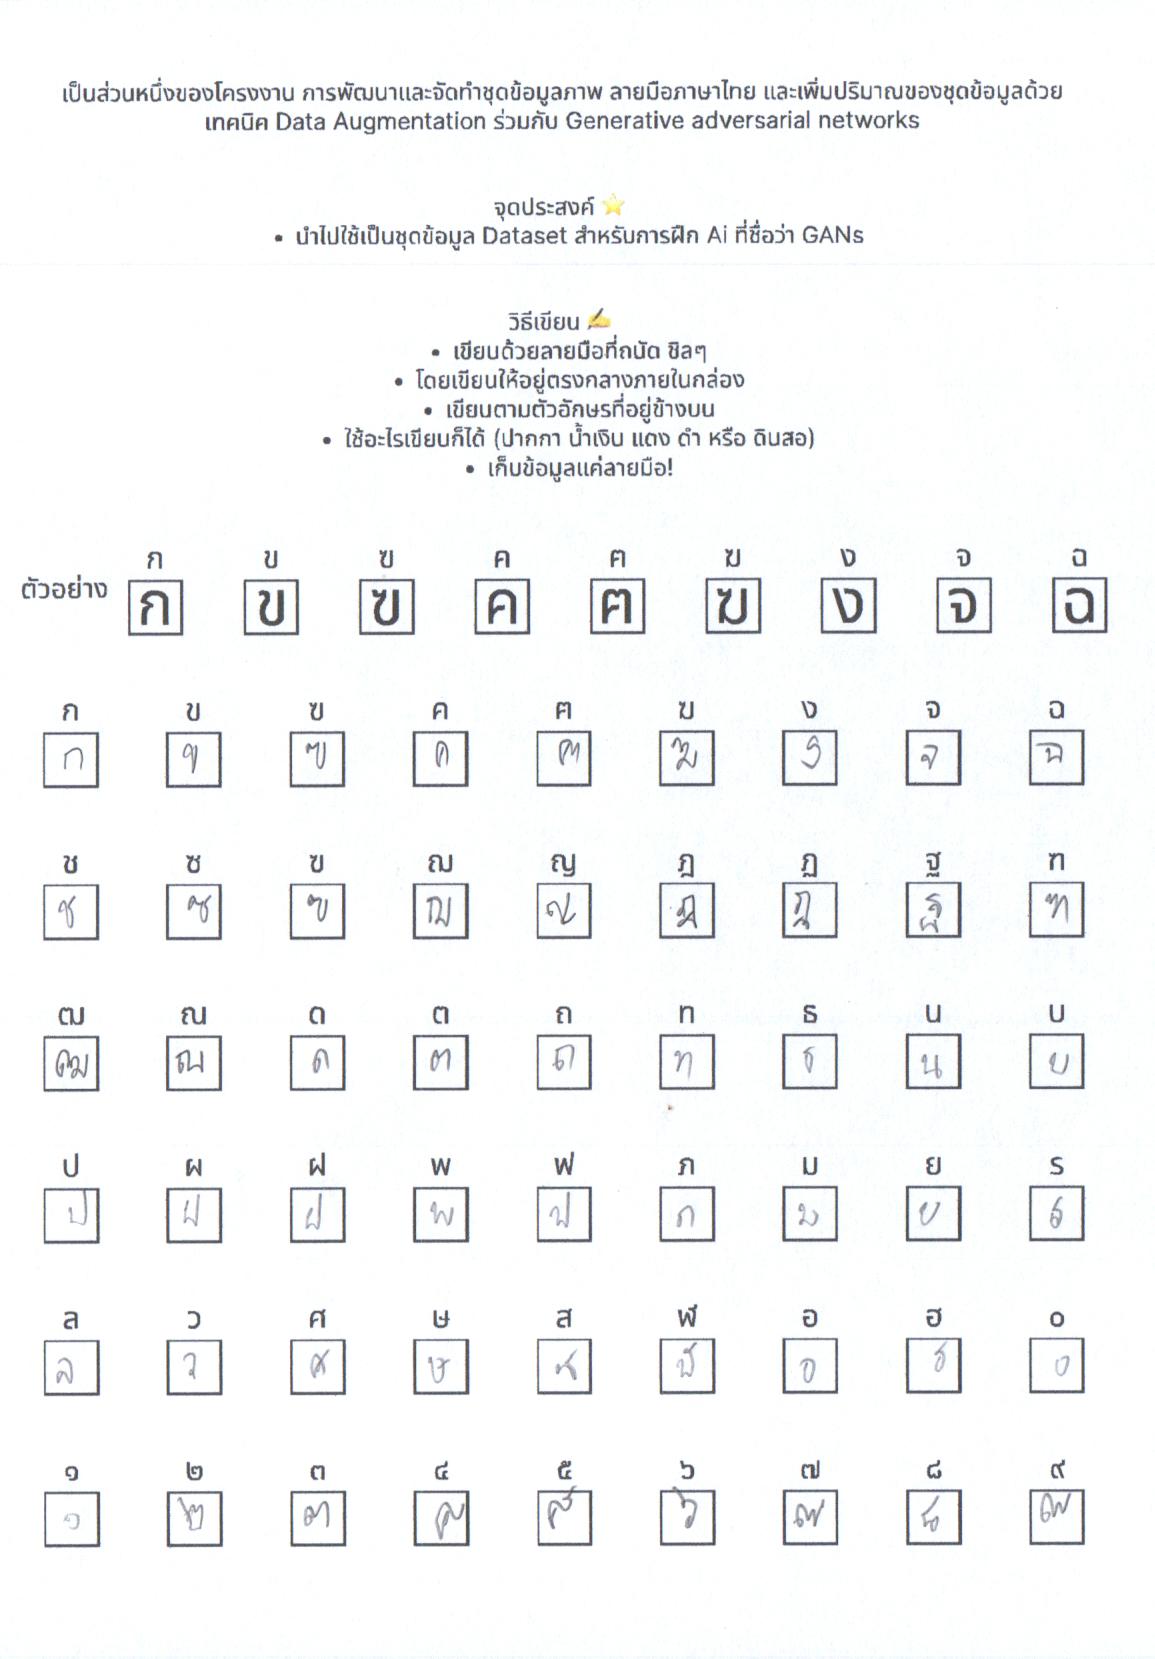 เป็นส่วนหนึ่งของโครงงาน การพัฒนาและจัดทำชุดข้อมูลภาพ ลายมือภาษาไทย และเพิ่มปริมาณของชุดข้อมูลด้วย
เทคนิค Data Augmentation ร่วมกับ Generative adversarial networks
จุดประสงค์ ⭐
• นำไปใช้เป็นชุดข้อมูล Dataset สำหรับการฝึก Ai ที่ชื่อว่า GANs
วิธีเขียน ✍
• เขียนด้วยลายมือที่ถนัด ชิลๆ
• โดยเขียนให้อยู่ตรงกลางภายในกล่อง
• เขียนตามตัวอักษรที่อยู่ข้างบน
• ใช้อะไรเขียนก็ได้ (ปากกา น้ำเงิน แดง ดำ หรือ ดินสอ)
• เก็บข้อมูลแค่ลายมือ!
ก ข ฃ ค ฅ ฆ ง จ ฉ
ตัวอย่าง ก ข ฃ ค ฅ ฆ ง จ ฉ
ก ข ฃ ค ฅ ฆ ง จ ฉ
ก ข ฃ ค ฅ ฆ ง จ ฉ
ช ซ ข ฌ ญ ฎ ฏ ฐ ฑ
ช ซ ฃ ฌ ญ ฎ ฏ ฐ ฑ
ฒ ณ ด ต ถ ท ธ น บ
ฒ ณ ด ต ถ ท ธ น บ
ป ผ ฝ พ ฟ ภ ม ย ร
ป ผ ฝ พ ฟ ภ ม ย ร
ล ว ศ ษ ส ฬ อ ฮ ๐
ล ว ศ ษ ส ฬ อ ฮ ๐
๑ ๒ ๓ ๔ ๕ ๖ ๗ ๘ ๙
๑ ๒ ๓ ๔ ๕ ๖ ๗ ๘ ๙